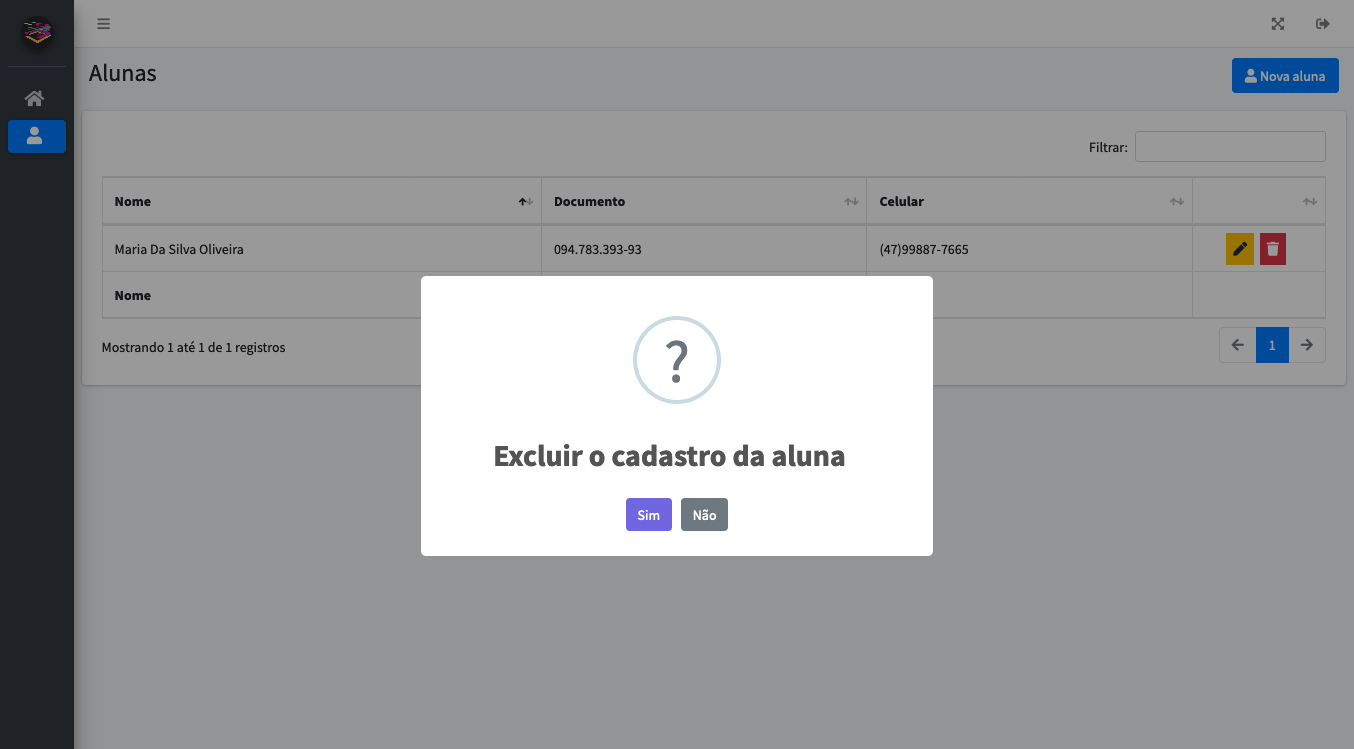 Alunas
Nova aluna
Filtrar:
Nome
Documento
Celular
Maria Da Silva Oliveira
094.783.393-93
(47)99887-7665
Nome
Mostrando 1 até 1 de 1 registros
1
?
Excluir o cadastro da aluna
Sim
Não